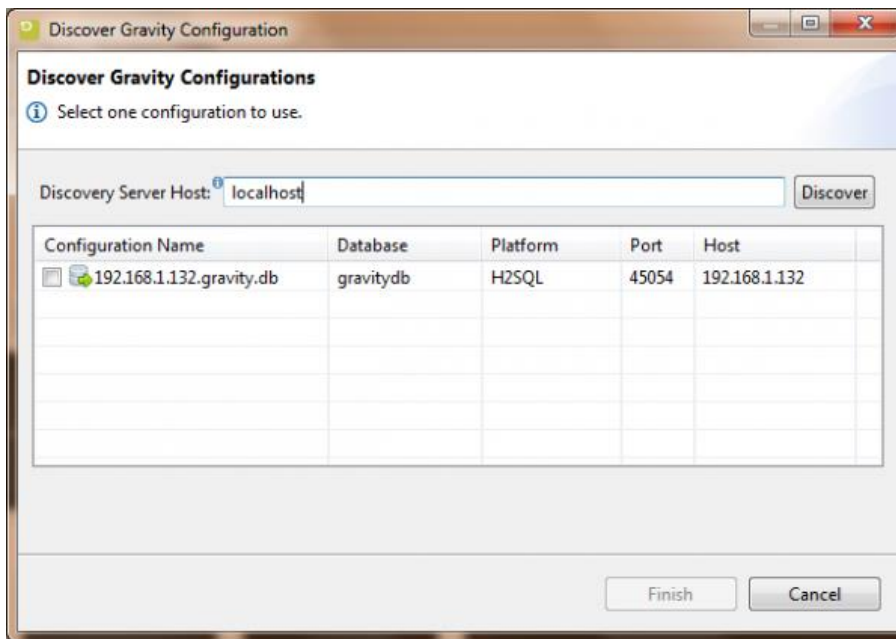 Discover Gravity Configuration
Discover Gravity Configurations
Select one configuration to use.
Discovery Server Host: localhost Discover
Configuration Name Database Platform Port Host
192.168.1.132.gravity.db gravitydb H2SQL 45054 192.168.1.132
Finish Cancel